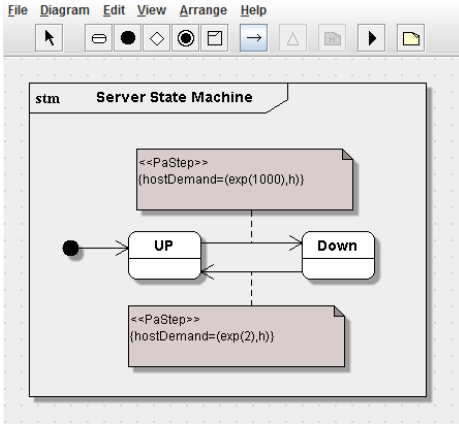 File Diagram Edit View Arrange Help
stm Server State Machine
<<PaStep>>
{hostDemand=(exp(1000),h)}
UP Down
<<PaStep>>
{hostDemand=(exp(2),h)}